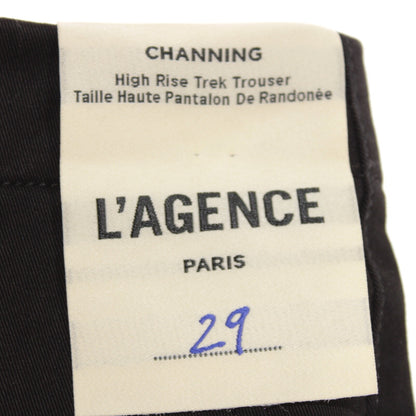 CHANNING
High Rise Trek Trouser
Taille Haute Pantalon De Randonée
L'AGENCE
PARIS
29